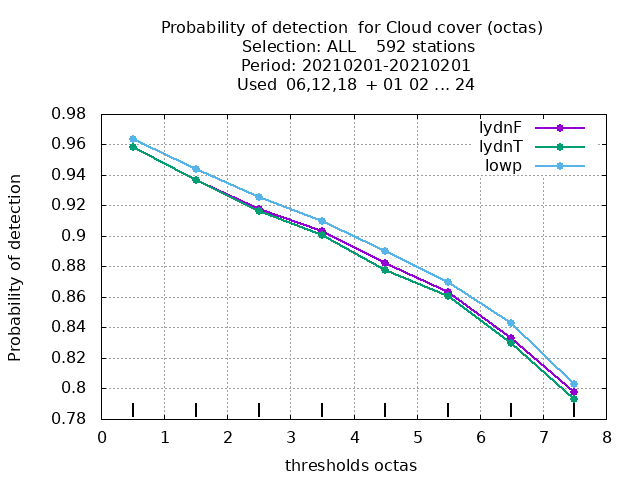 Probability of detection  for Cloud cover (octas)
Selection: ALL    592 stations
Period: 20210201-20210201
Used  06,12,18  + 01 02 ... 24
lydnF
lydnT
lowp
Probability of detection
0.98
0.96
0.94
0.92
0.9
0.88
0.86
0.84
0.82
0.8
0.78
0 1 2 3 4 5 6 7 8
thresholds octas